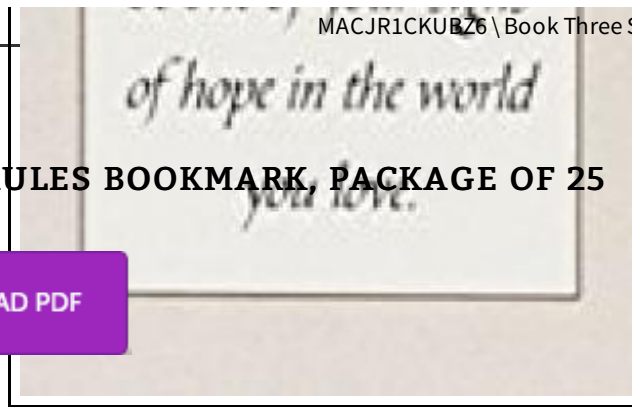 MACJR1CKUBZ6 \ Book Three S
of hope in the world
ULES BOOKMARK, PACKAGE OF 25
you love.
AD PDF